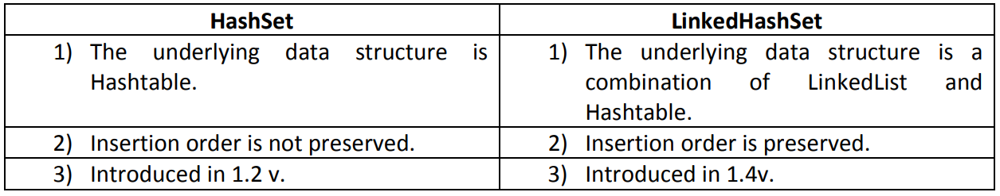 HashSet
LinkedHashSet
1) The underlying data structure is
Hashtable.
1) The underlying data structure is a
combination of LinkedList and
Hashtable.
2) Insertion order is not preserved.
2) Insertion order is preserved.
3) Introduced in 1.2 v.
3) Introduced in 1.4v.